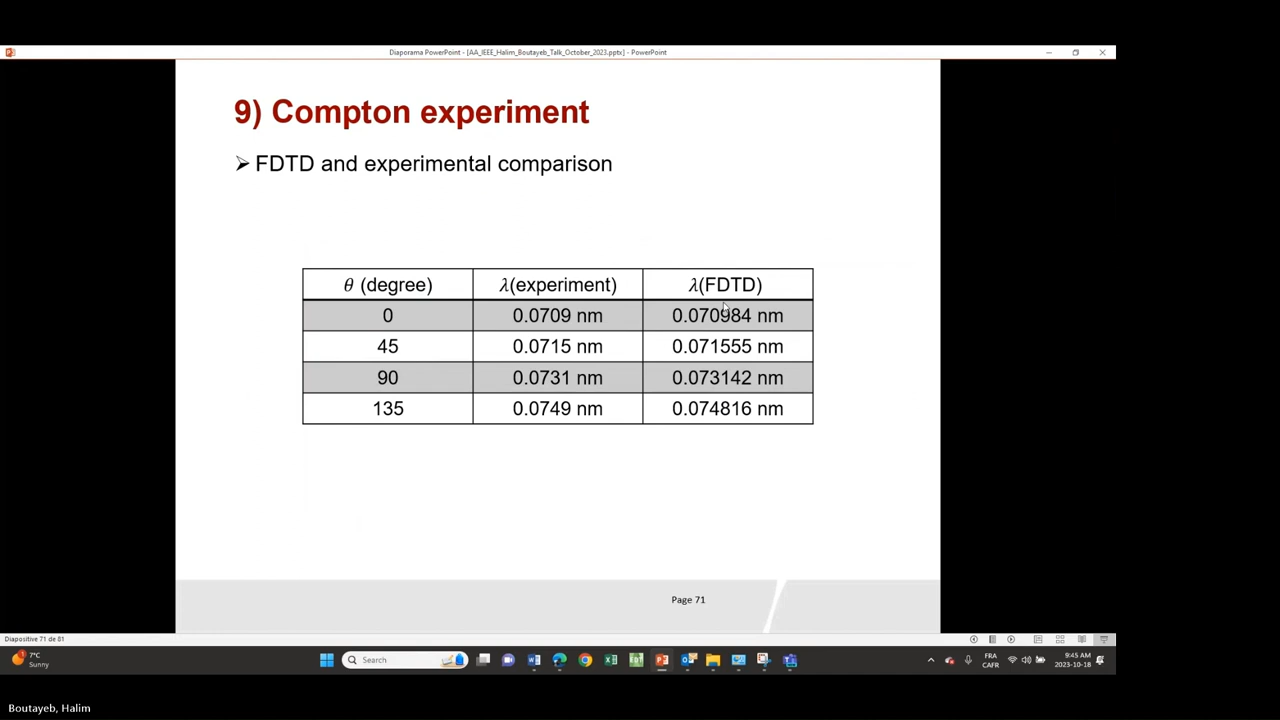 Diaporama PowerPoint - [AA_IEEE_Halim_Boutayeb_Talk_October_2023.pptx] - PowerPoint
9) Compton experiment
➢ FDTD and experimental comparison
θ (degree) λ(experiment) λ(FDTD)
0 0.0709 nm 0.070984 nm
45 0.0715 nm 0.071555 nm
90 0.0731 nm 0.073142 nm
135 0.0749 nm 0.074816 nm
Page 71
Diapositive 71 de 81
7°C
Sunny
Search
FRA
CAFR
9:45 AM
2023-10-18
Boutayeb, Halim